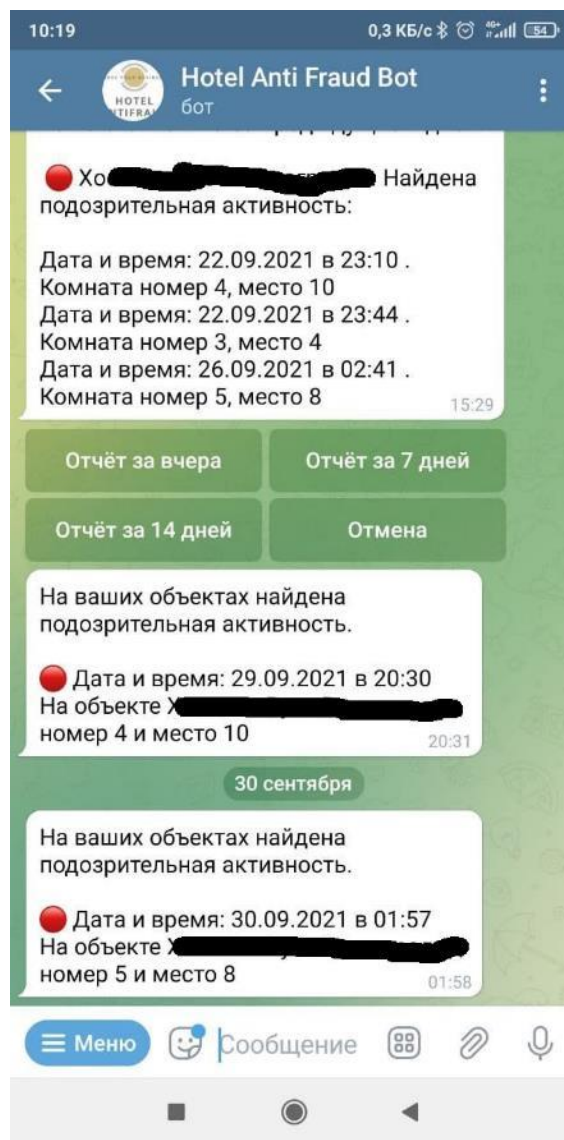 10:19
0,3 КБ/с
4G+
54
HOTEL
Hotel Anti Fraud Bot
бот
Найдена
подозрительная активность:
Дата и время: 22.09.2021 в 23:10 .
Комната номер 4, место 10
Дата и время: 22.09.2021 в 23:44 .
Комната номер 3, место 4
Дата и время: 26.09.2021 в 02:41 .
Комната номер 5, место 8
15:29
Отчёт за вчера
Отчёт за 7 дней
Отчёт за 14 дней
Отмена
На ваших объектах найдена
подозрительная активность.
Дата и время: 29.09.2021 в 20:30
На объекте
номер 4 и место 10
20:31
30 сентября
На ваших объектах найдена
подозрительная активность.
Дата и время: 30.09.2021 в 01:57
На объекте
номер 5 и место 8
01:58
Меню
Сообщение